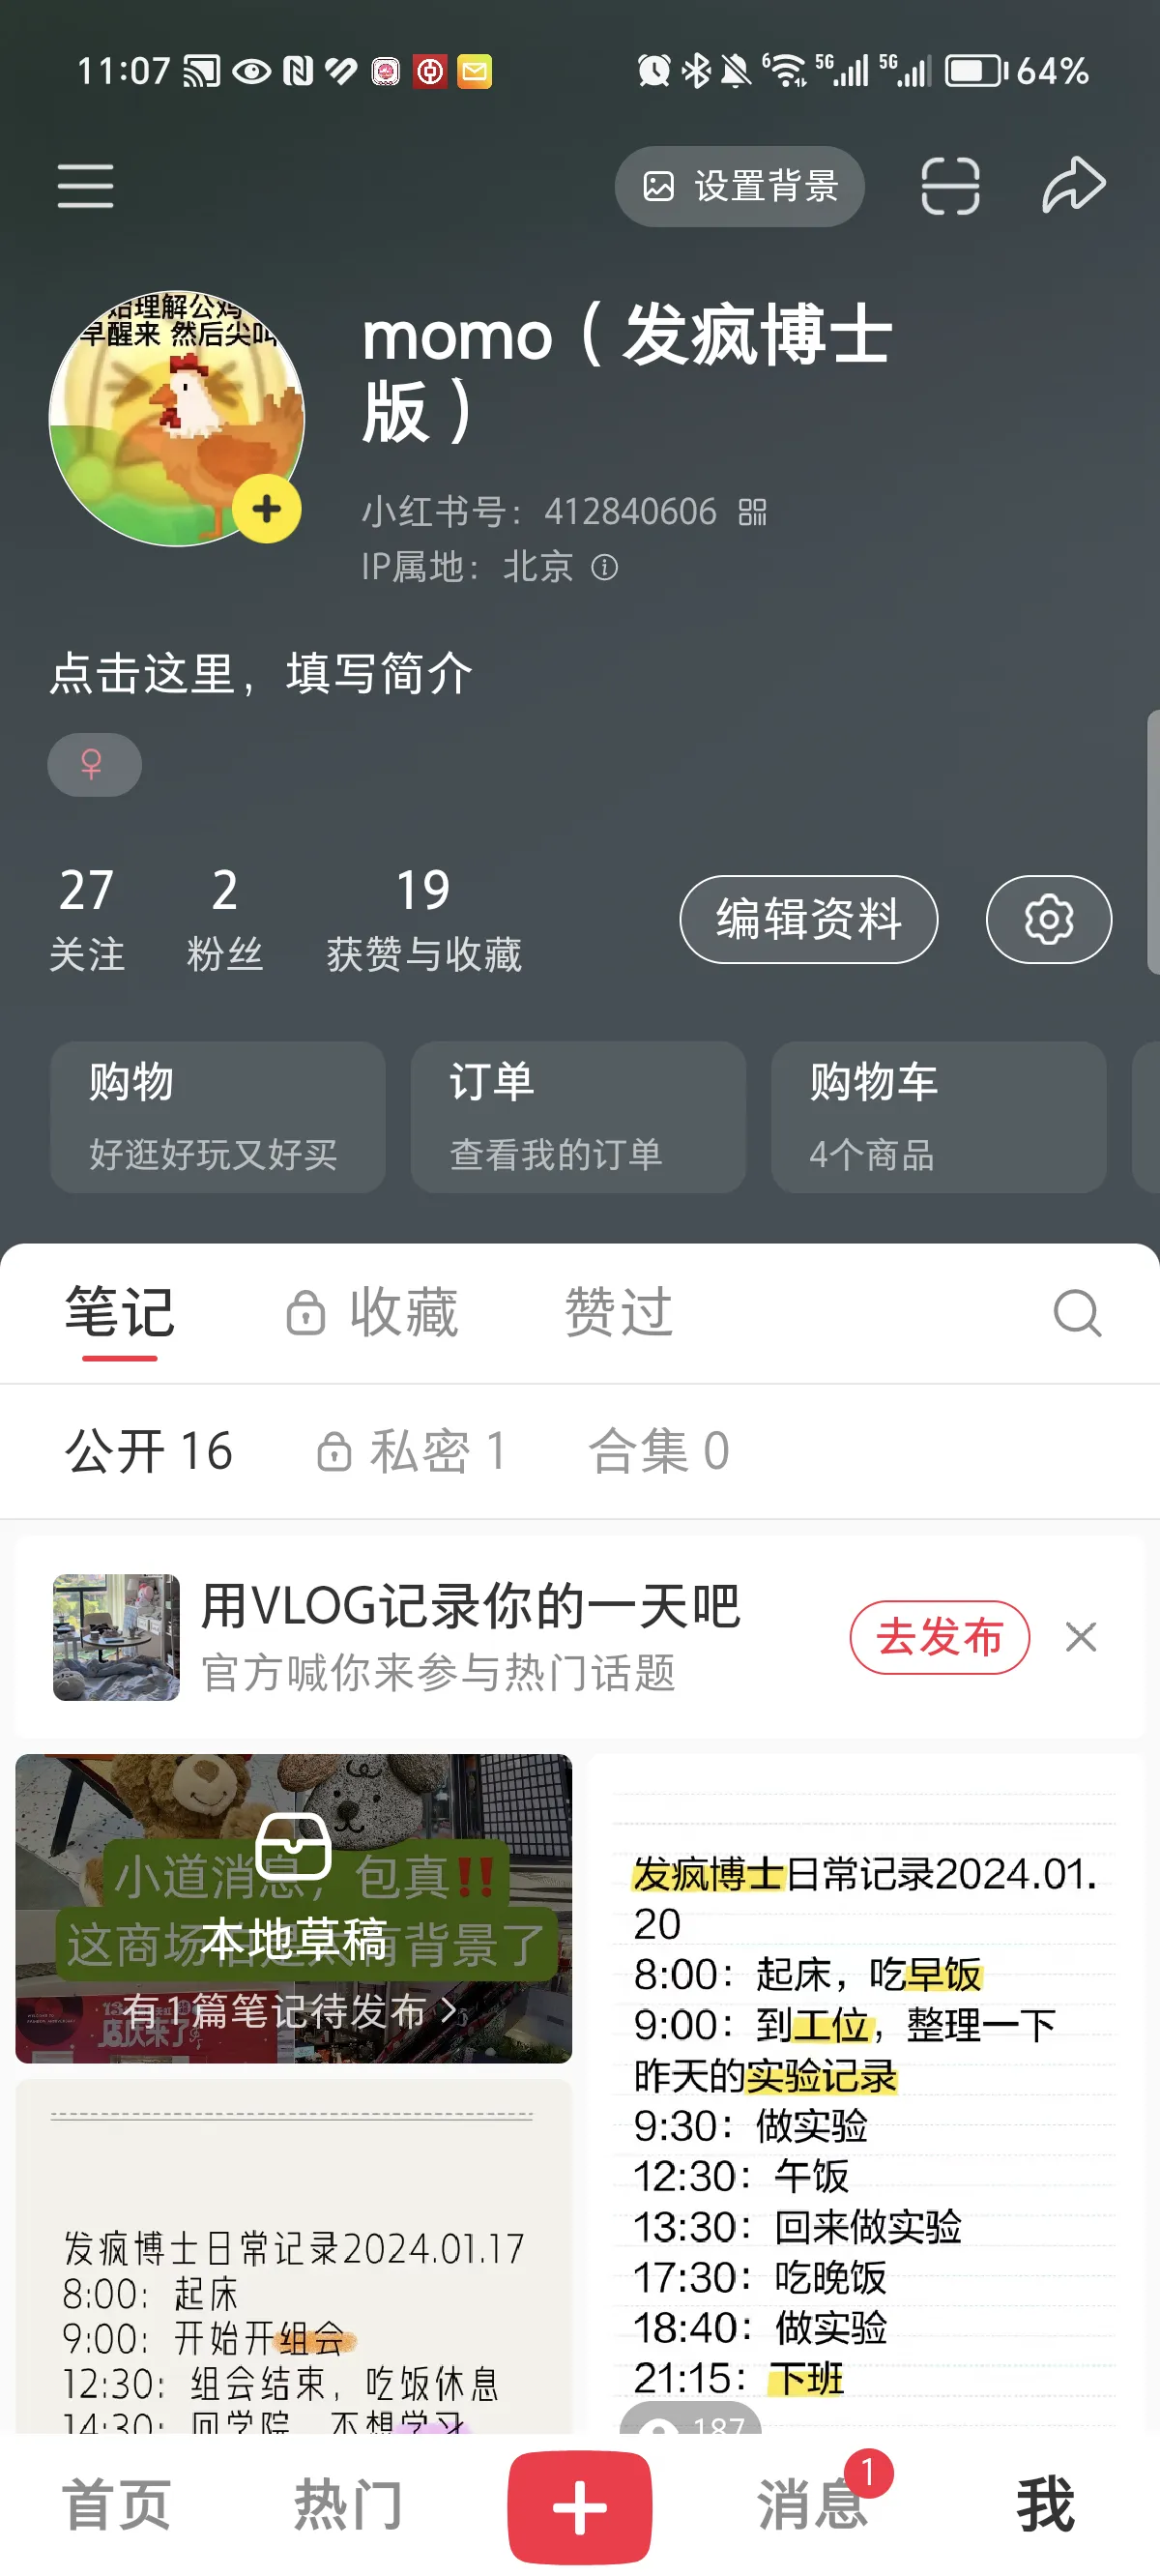 11:07
6
5G
5G
64%
设置背景
始理解公鸡
早醒来 然后尖叫
momo（发疯博士
版）
小红书号：412840606
IP属地：北京
点击这里，填写简介
27
2
19
关注
粉丝
获赞与收藏
编辑资料
购物
订单
购物车
好逛好玩又好买
查看我的订单
4个商品
笔记
收藏
赞过
公开 16
私密 1
合集 0
用VLOG记录你的一天吧
官方喊你来参与热门话题
去发布
小道消息，包真‼️
这商场
有背景了
本地草稿
有1篇笔记待发布
店庆来了
发疯博士日常记录2024.01.
20
8:00：起床，吃早饭
9:00：到工位，整理一下
昨天的实验记录
9:30：做实验
12:30：午饭
13:30：回来做实验
17:30：吃晚饭
18:40：做实验
21:15：下班
187
发疯博士日常记录2024.01.17
8:00：起床
9:00：开始开组会
12:30：组会结束，吃饭休息
14:30：回学院，不想学习
首页
热门
消息
1
我